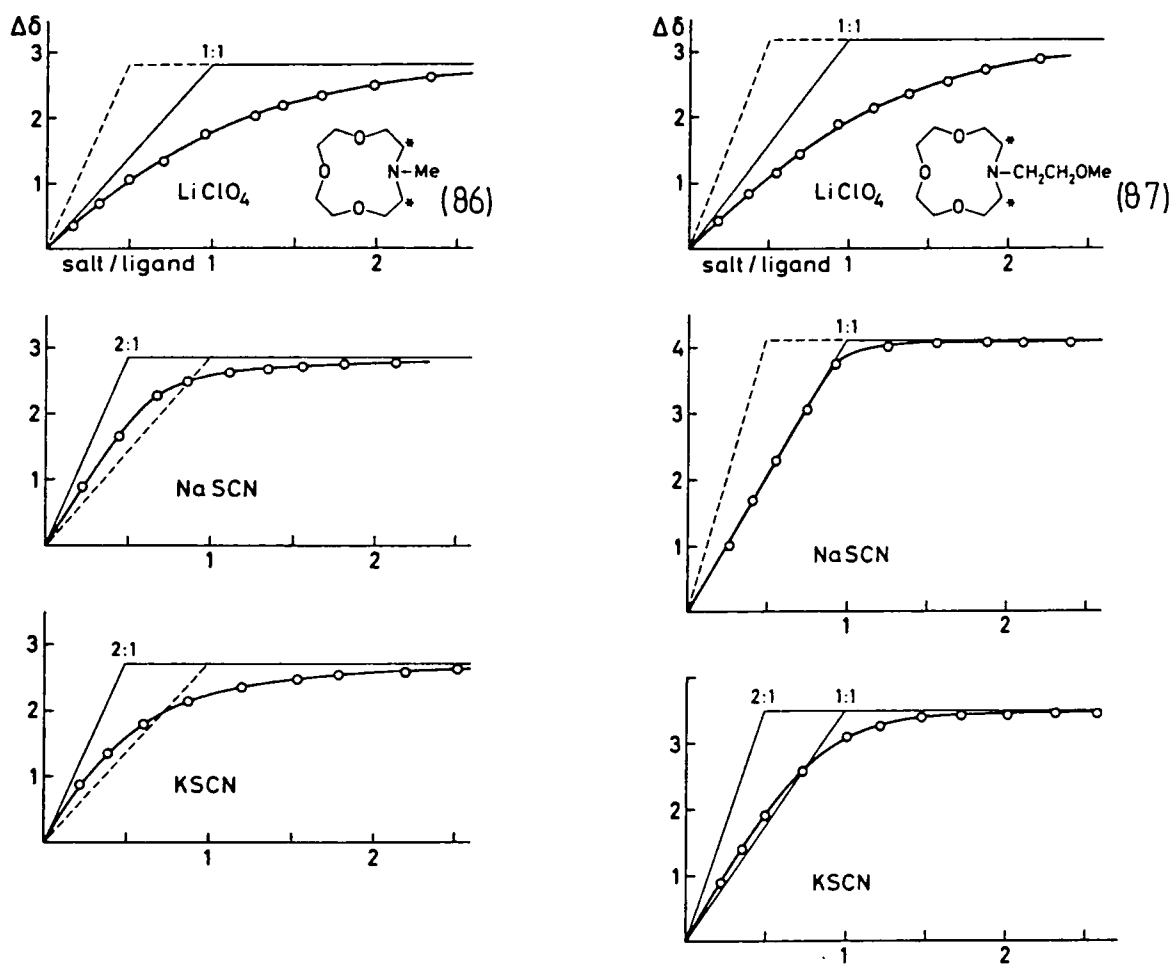 Δδ
3
2
1
1:1
LiClO₄
O
O
O
N–Me
*
*
(86)
salt/ligand 1 2
3
2
1
2:1
NaSCN
1 2
3
2
1
2:1
KSCN
1 2
Δδ
3
2
1
1:1
LiClO₄
O
O
O
N–CH₂CH₂OMe
*
*
(87)
salt/ligand 1 2
4
3
2
1
1:1
NaSCN
1 2
3
2
1
2:1 1:1
KSCN
1 2